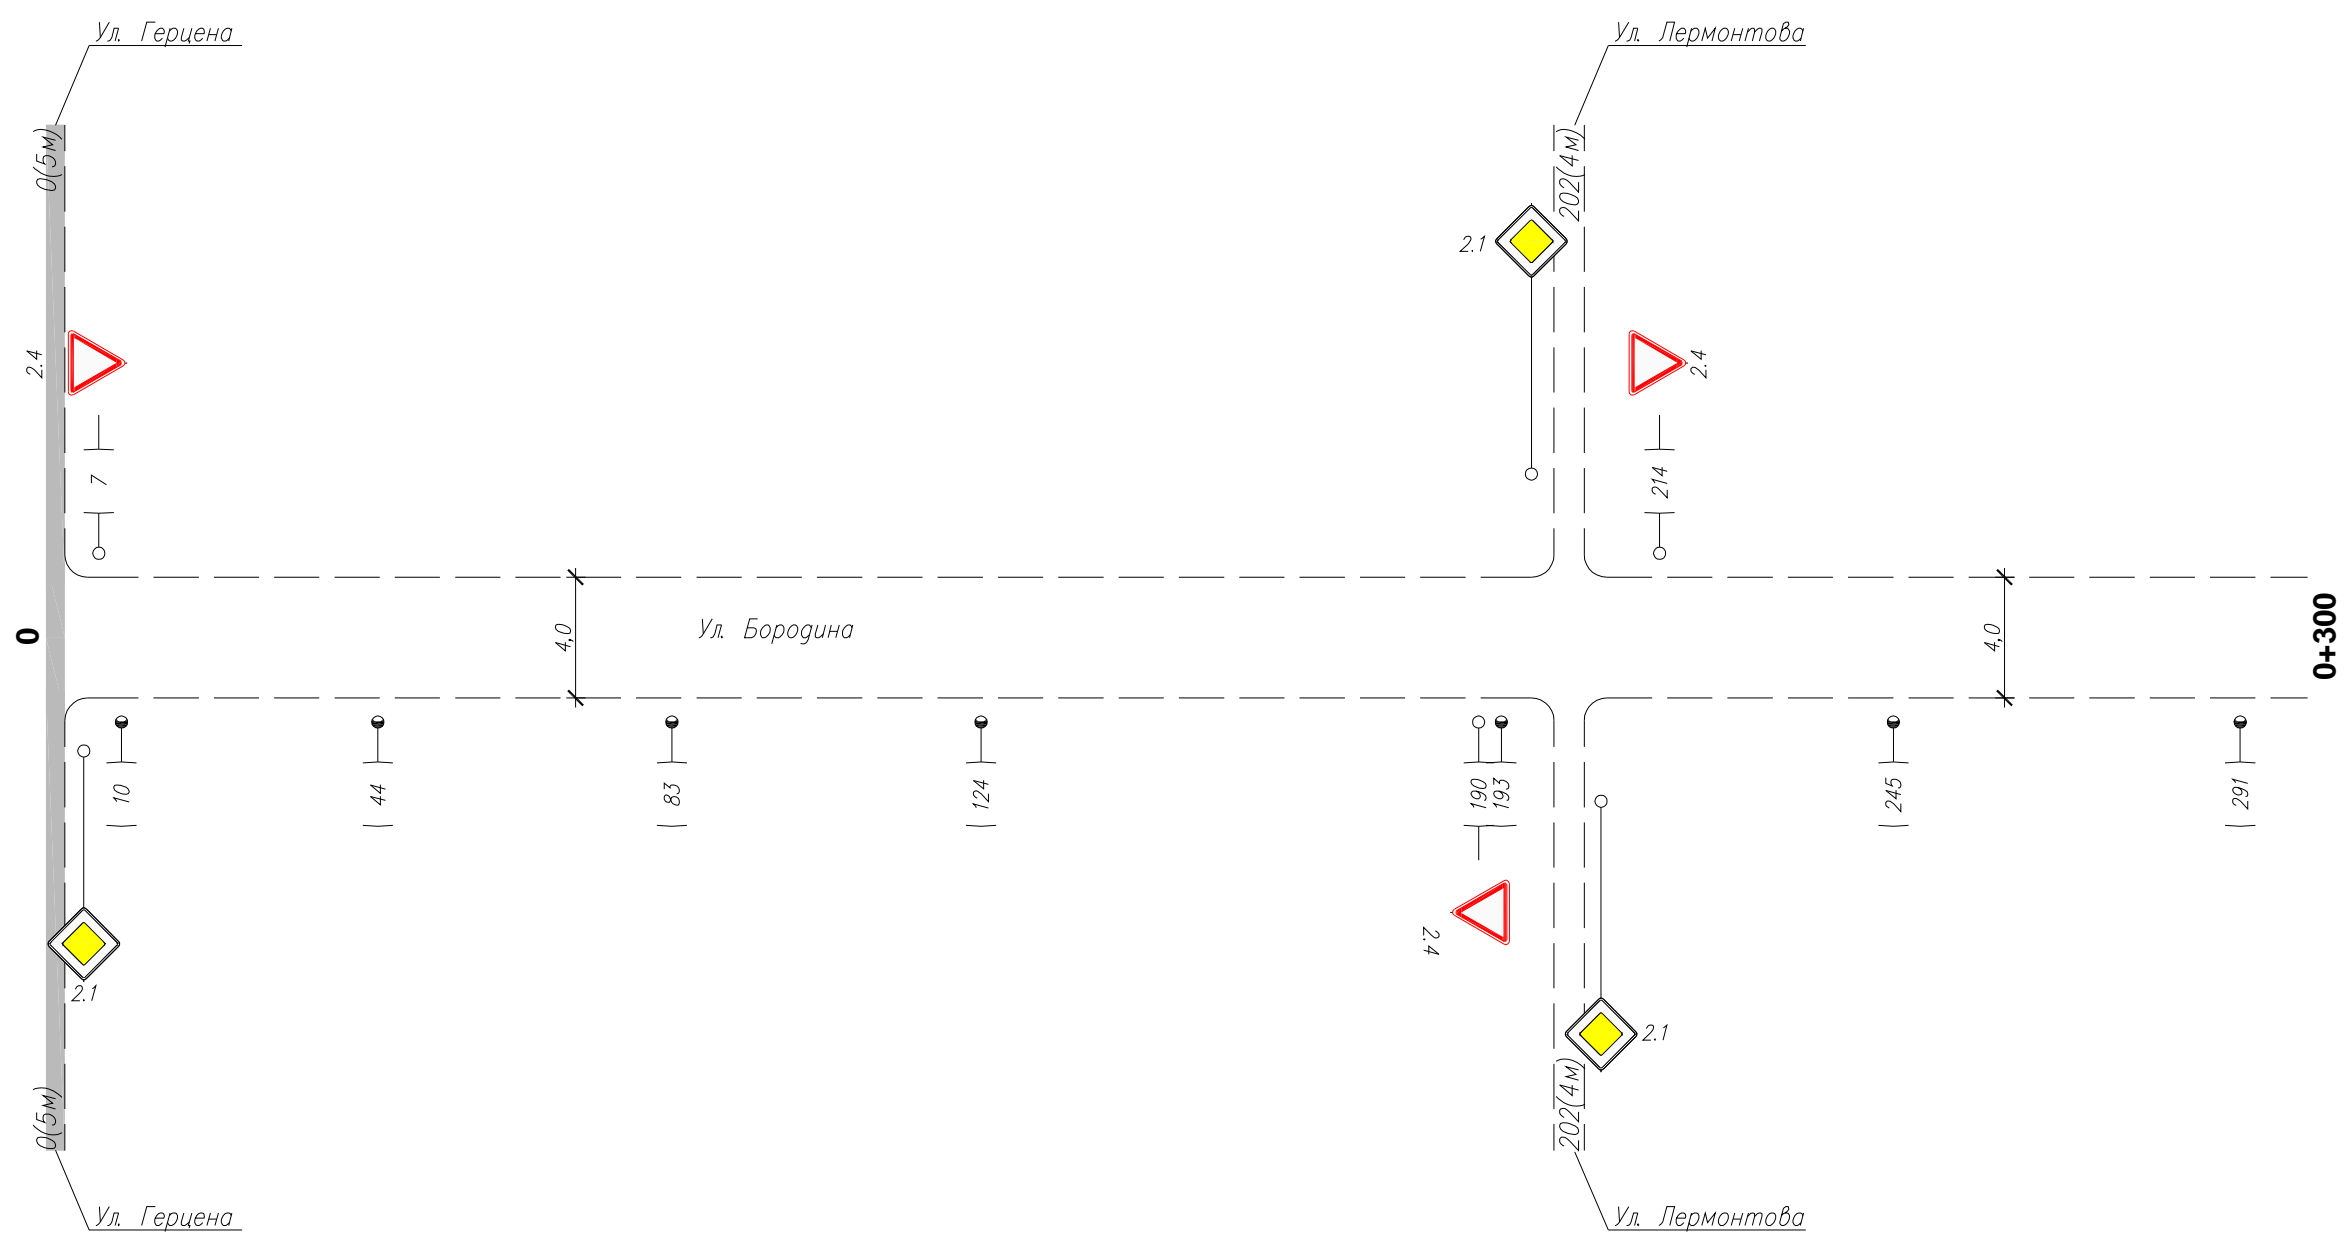 Ул. Герцена
Ул. Лермонтова
0(5м)
202(4м)
2.1
2.4
2.4
7
214
0
4,0
Ул. Бородина
4,0
0+300
10
44
83
124
190
193
245
291
2.4
2.1
2.1
0(5м)
202(4м)
Ул. Герцена
Ул. Лермонтова